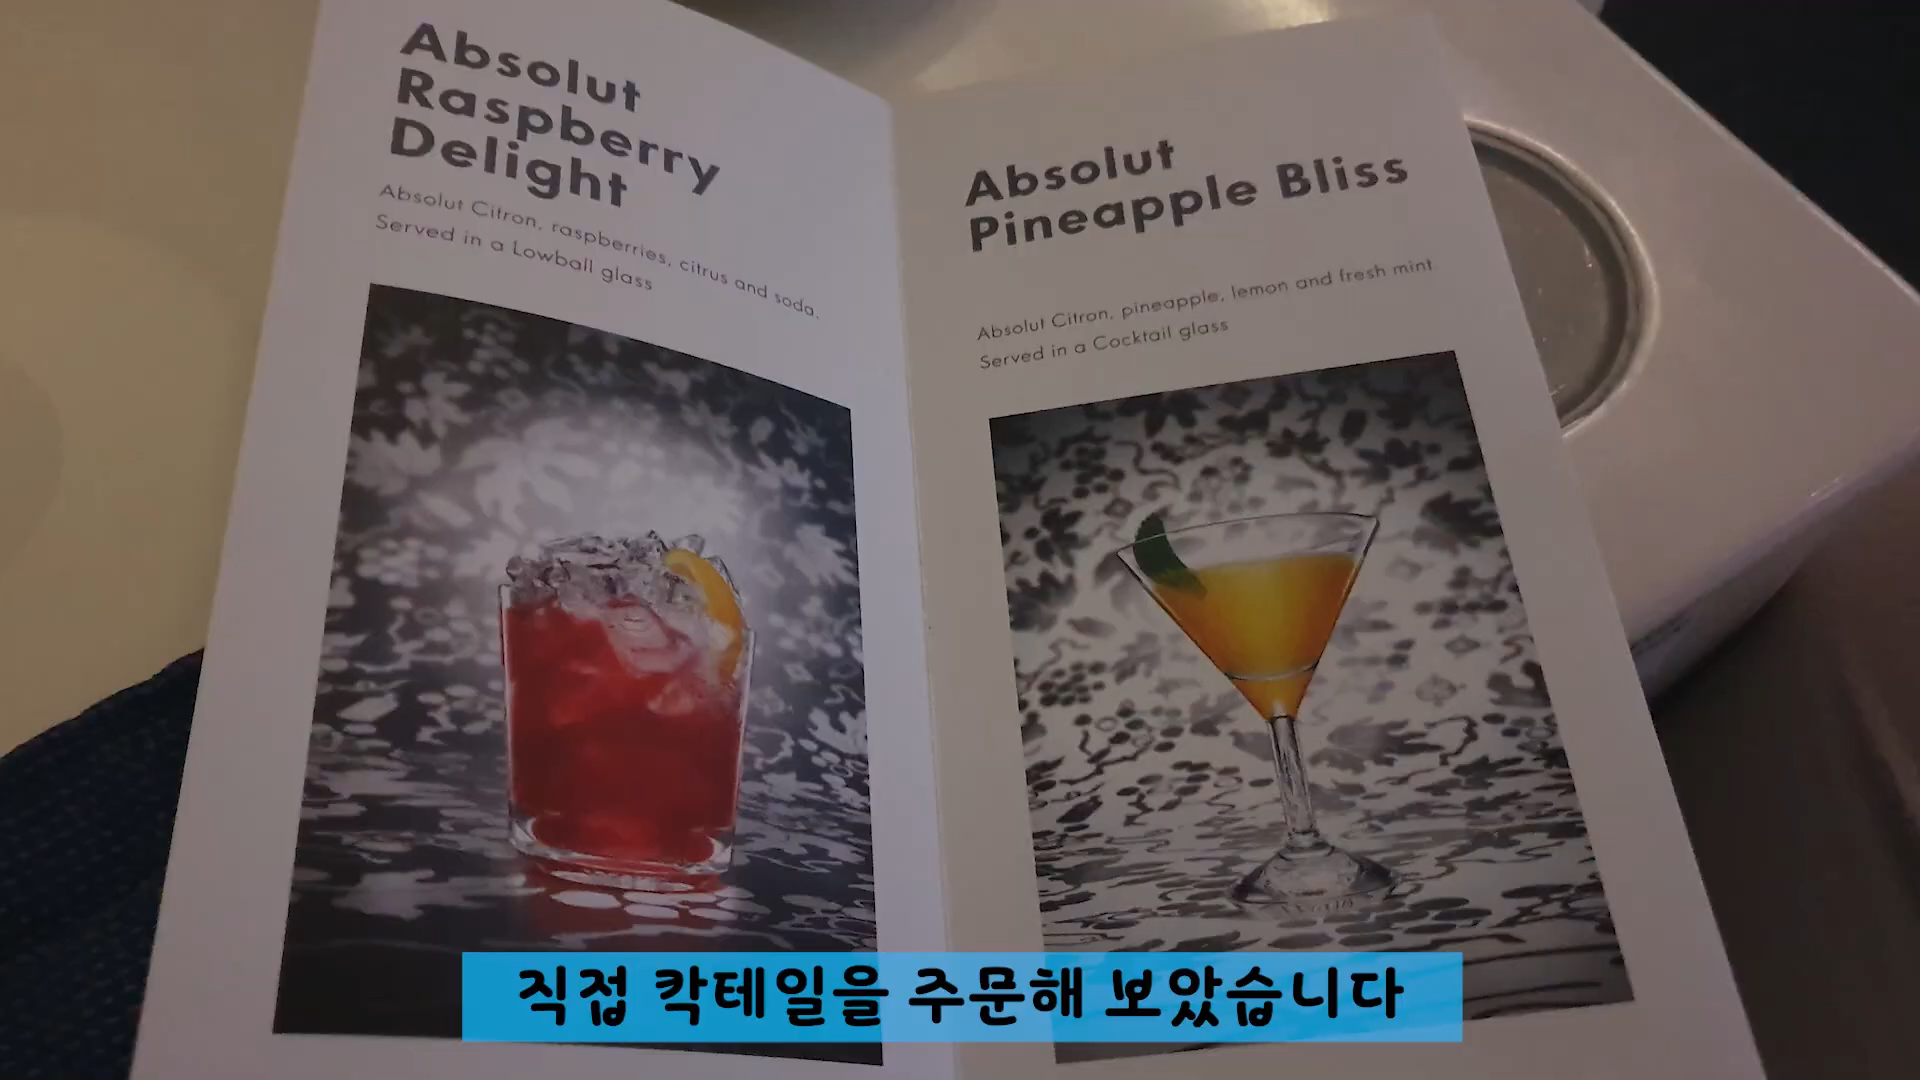 Absolut
Raspberry
Delight
Absolut Citron, raspberries, citrus and soda.
Served in a Lowball glass
Absolut
Pineapple Bliss
Absolut Citron, pineapple, lemon and fresh mint
Served in a Cocktail glass
직접 칵테일을 주문해 보았습니다